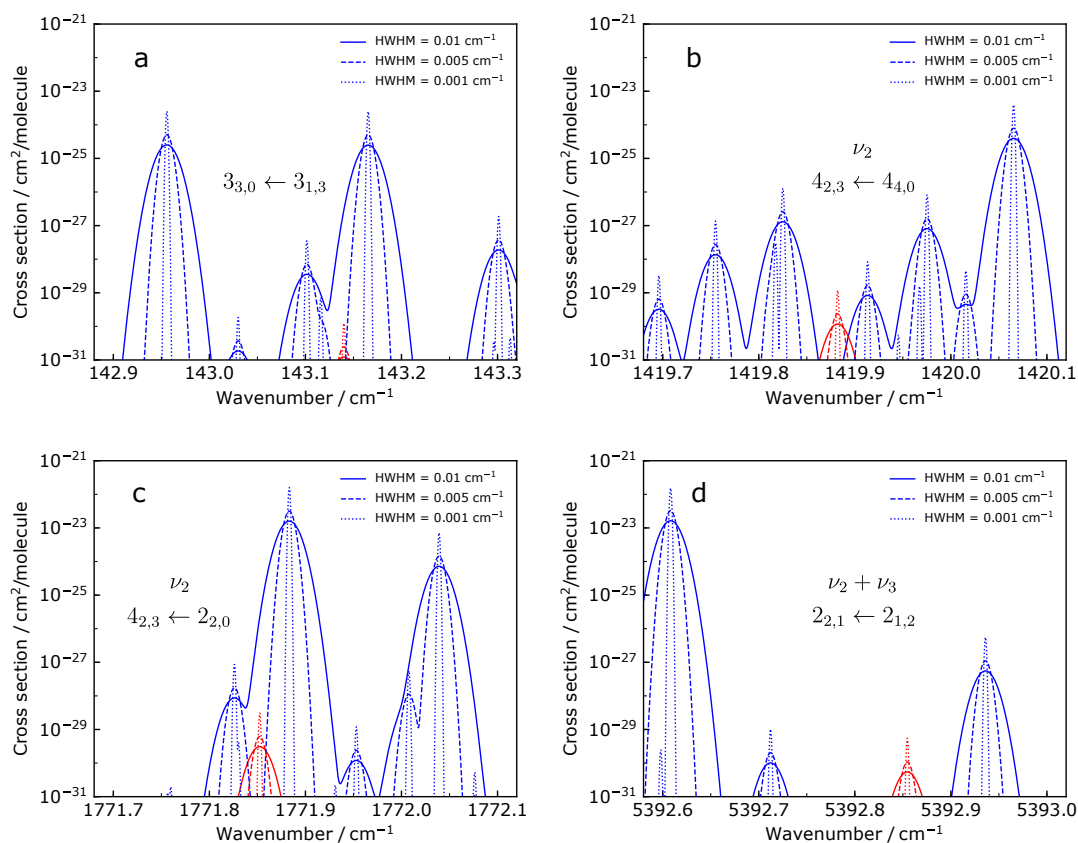 a
HWHM = 0.01 cm⁻¹
HWHM = 0.005 cm⁻¹
HWHM = 0.001 cm⁻¹
3₃,₀ ← 3₁,₃
10⁻²¹
10⁻²³
10⁻²⁵
10⁻²⁷
10⁻²⁹
10⁻³¹
Cross section / cm²/molecule
142.9 143.0 143.1 143.2 143.3
Wavenumber / cm⁻¹
b
HWHM = 0.01 cm⁻¹
HWHM = 0.005 cm⁻¹
HWHM = 0.001 cm⁻¹
ν₂
4₂,₃ ← 4₄,₀
10⁻²¹
10⁻²³
10⁻²⁵
10⁻²⁷
10⁻²⁹
10⁻³¹
Cross section / cm²/molecule
1419.7 1419.8 1419.9 1420.0 1420.1
Wavenumber / cm⁻¹
c
HWHM = 0.01 cm⁻¹
HWHM = 0.005 cm⁻¹
HWHM = 0.001 cm⁻¹
ν₂
4₂,₃ ← 2₂,₀
10⁻²¹
10⁻²³
10⁻²⁵
10⁻²⁷
10⁻²⁹
10⁻³¹
Cross section / cm²/molecule
1771.7 1771.8 1771.9 1772.0 1772.1
Wavenumber / cm⁻¹
d
HWHM = 0.01 cm⁻¹
HWHM = 0.005 cm⁻¹
HWHM = 0.001 cm⁻¹
ν₂ + ν₃
2₂,₁ ← 2₁,₂
10⁻²¹
10⁻²³
10⁻²⁵
10⁻²⁷
10⁻²⁹
10⁻³¹
Cross section / cm²/molecule
5392.6 5392.7 5392.8 5392.9 5393.0
Wavenumber / cm⁻¹